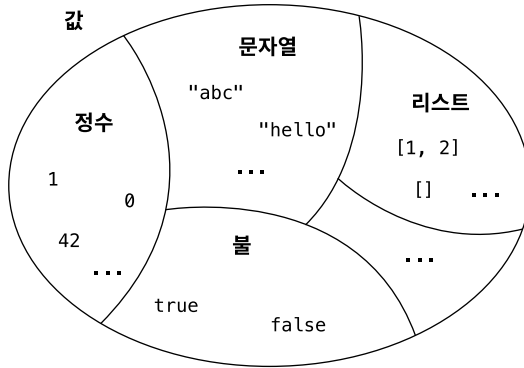 값
정수
1
0
42
...
문자열
"abc"
"hello"
...
리스트
[1, 2]
[]
...
불
true
false
...